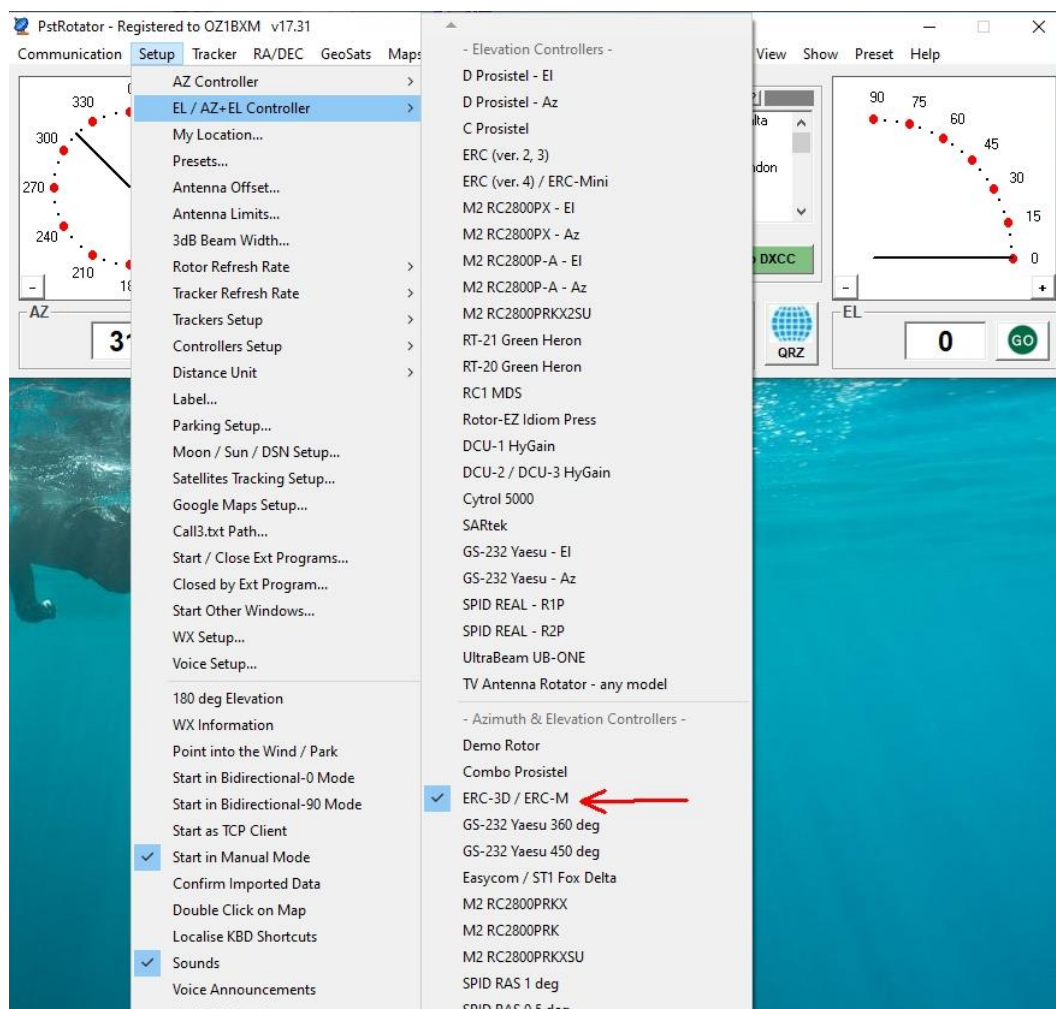 PstRotator - Registered to OZ1BXM v17.31
Communication Setup Tracker RA/DEC GeoSats Maps
View Show Preset Help
330
300
270
240
210
AZ
AZ Controller
EL / AZ+EL Controller
My Location...
Presets...
Antenna Offset...
Antenna Limits...
3dB Beam Width...
Rotor Refresh Rate
Tracker Refresh Rate
Trackers Setup
Controllers Setup
Distance Unit
Label...
Parking Setup...
Moon / Sun / DSN Setup...
Satellites Tracking Setup...
Google Maps Setup...
Call3.txt Path...
Start / Close Ext Programs...
Closed by Ext Program...
Start Other Windows...
WX Setup...
Voice Setup...
180 deg Elevation
WX Information
Point into the Wind / Park
Start in Bidirectional-0 Mode
Start in Bidirectional-90 Mode
Start as TCP Client
Start in Manual Mode
Confirm Imported Data
Double Click on Map
Localise KBD Shortcuts
Sounds
Voice Announcements
- Elevation Controllers -
D Prosistel - El
D Prosistel - Az
C Prosistel
ERC (ver. 2, 3)
ERC (ver. 4) / ERC-Mini
M2 RC2800PX - El
M2 RC2800PX - Az
M2 RC2800P-A - El
M2 RC2800P-A - Az
M2 RC2800PRKX2SU
RT-21 Green Heron
RT-20 Green Heron
RC1 MDS
Rotor-EZ Idiom Press
DCU-1 HyGain
DCU-2 / DCU-3 HyGain
Cytrol 5000
SARtek
GS-232 Yaesu - El
GS-232 Yaesu - Az
SPID REAL - R1P
SPID REAL - R2P
UltraBeam UB-ONE
TV Antenna Rotator - any model
- Azimuth & Elevation Controllers -
Demo Rotor
Combo Prosistel
ERC-3D / ERC-M
GS-232 Yaesu 360 deg
GS-232 Yaesu 450 deg
Easycom / ST1 Fox Delta
M2 RC2800PRKX
M2 RC2800PRK
M2 RC2800PRKXSU
SPID RAS 1 deg
SPID RAS 0.5 deg
DXCC
QRZ
90
75
60
45
30
15
0
- +
EL
0
GO